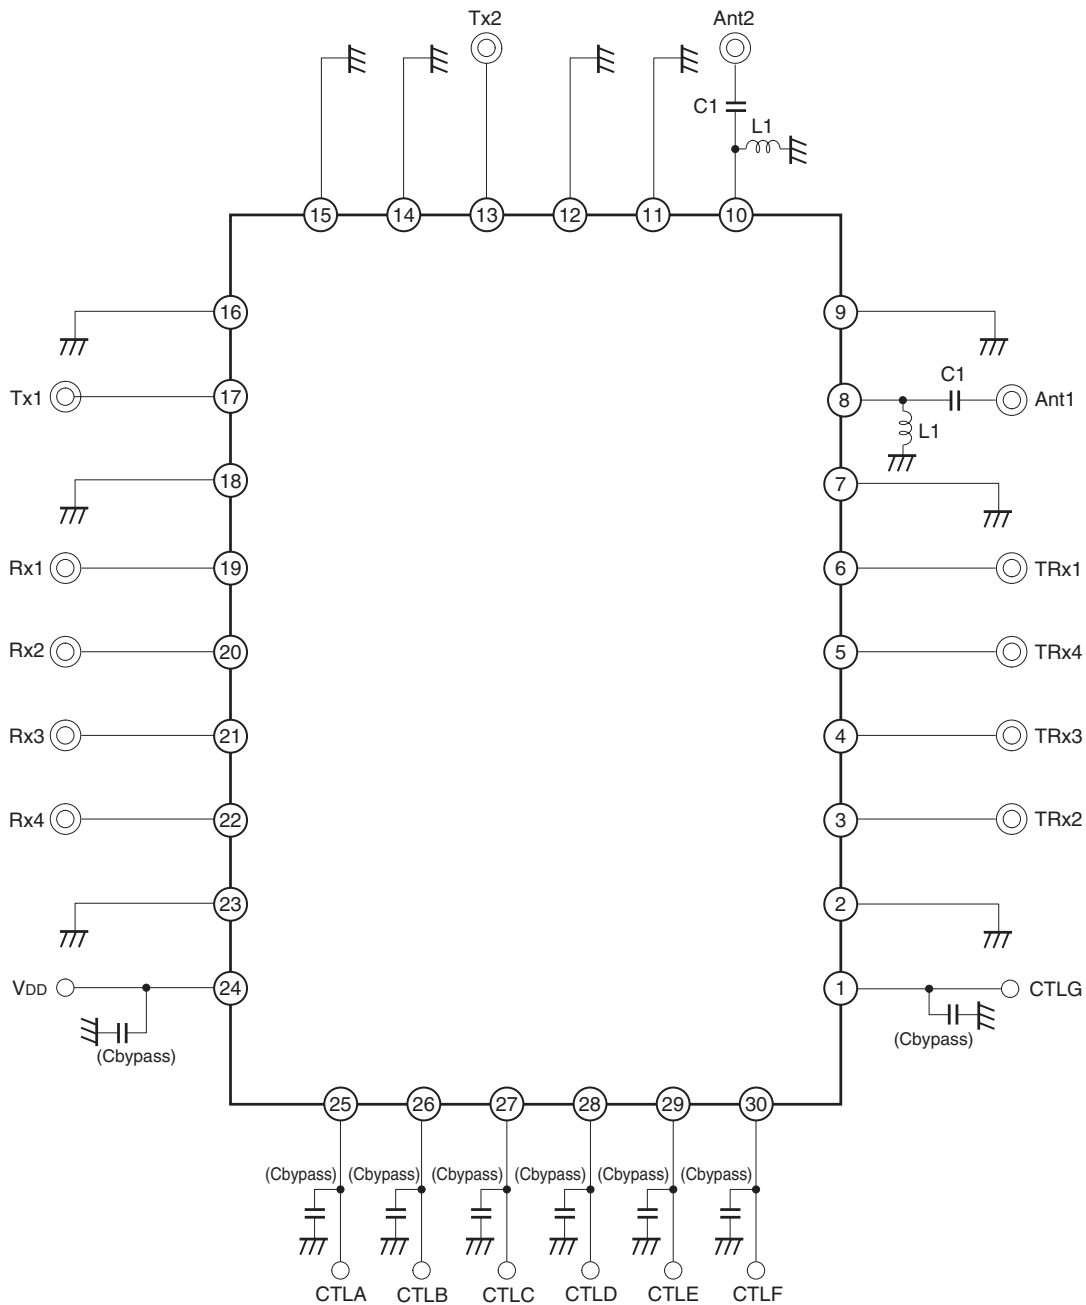 Tx2 Ant2
C1
L1
15 14 13 12 11 10
16 9
Tx1 17 8 C1 Ant1
L1
18 7
Rx1 19 6 TRx1
Rx2 20 5 TRx4
Rx3 21 4 TRx3
Rx4 22 3 TRx2
23 2
VDD 24 1 CTLG
(Cbypass) (Cbypass)
25 26 27 28 29 30
(Cbypass) (Cbypass) (Cbypass) (Cbypass) (Cbypass) (Cbypass)
CTLA CTLB CTLC CTLD CTLE CTLF